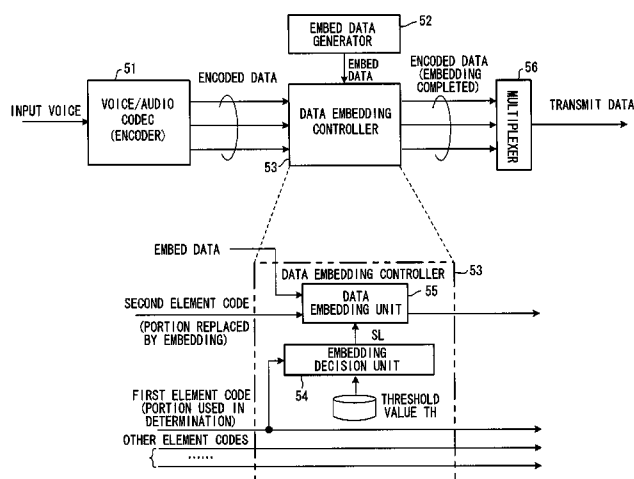 52
EMBED DATA
GENERATOR
51
ENCODED DATA
EMBED
DATA
ENCODED DATA
(EMBEDDING
COMPLETED)
56
INPUT VOICE
VOICE/AUDIO
CODEC
(ENCODER)
DATA EMBEDDING
CONTROLLER
MULTIPLEXER
TRANSMIT DATA
53
EMBED DATA
DATA EMBEDDING CONTROLLER
53
SECOND ELEMENT CODE
(PORTION REPLACED
BY EMBEDDING)
DATA
EMBEDDING UNIT
55
SL
EMBEDDING
DECISION UNIT
54
FIRST ELEMENT CODE
(PORTION USED IN
DETERMINATION)
THRESHOLD
VALUE TH
OTHER ELEMENT CODES
......